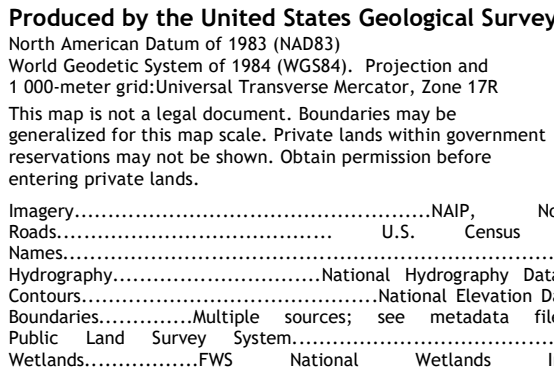 Produced by the United States Geological Survey
North American Datum of 1983 (NAD83)
World Geodetic System of 1984 (WGS84).  Projection and
1 000-meter grid:Universal Transverse Mercator, Zone 17R
This map is not a legal document. Boundaries may be
generalized for this map scale. Private lands within government
reservations may not be shown. Obtain permission before
entering private lands.
Imagery.....................................................NAIP,
Roads......................................... U.S. Census
Names.........................................................................
Hydrography...............................National Hydrography
Contours............................................National Elevation
Boundaries..............Multiple sources; see metadata
Public Land Survey System.......................................
Wetlands.................FWS National Wetlands